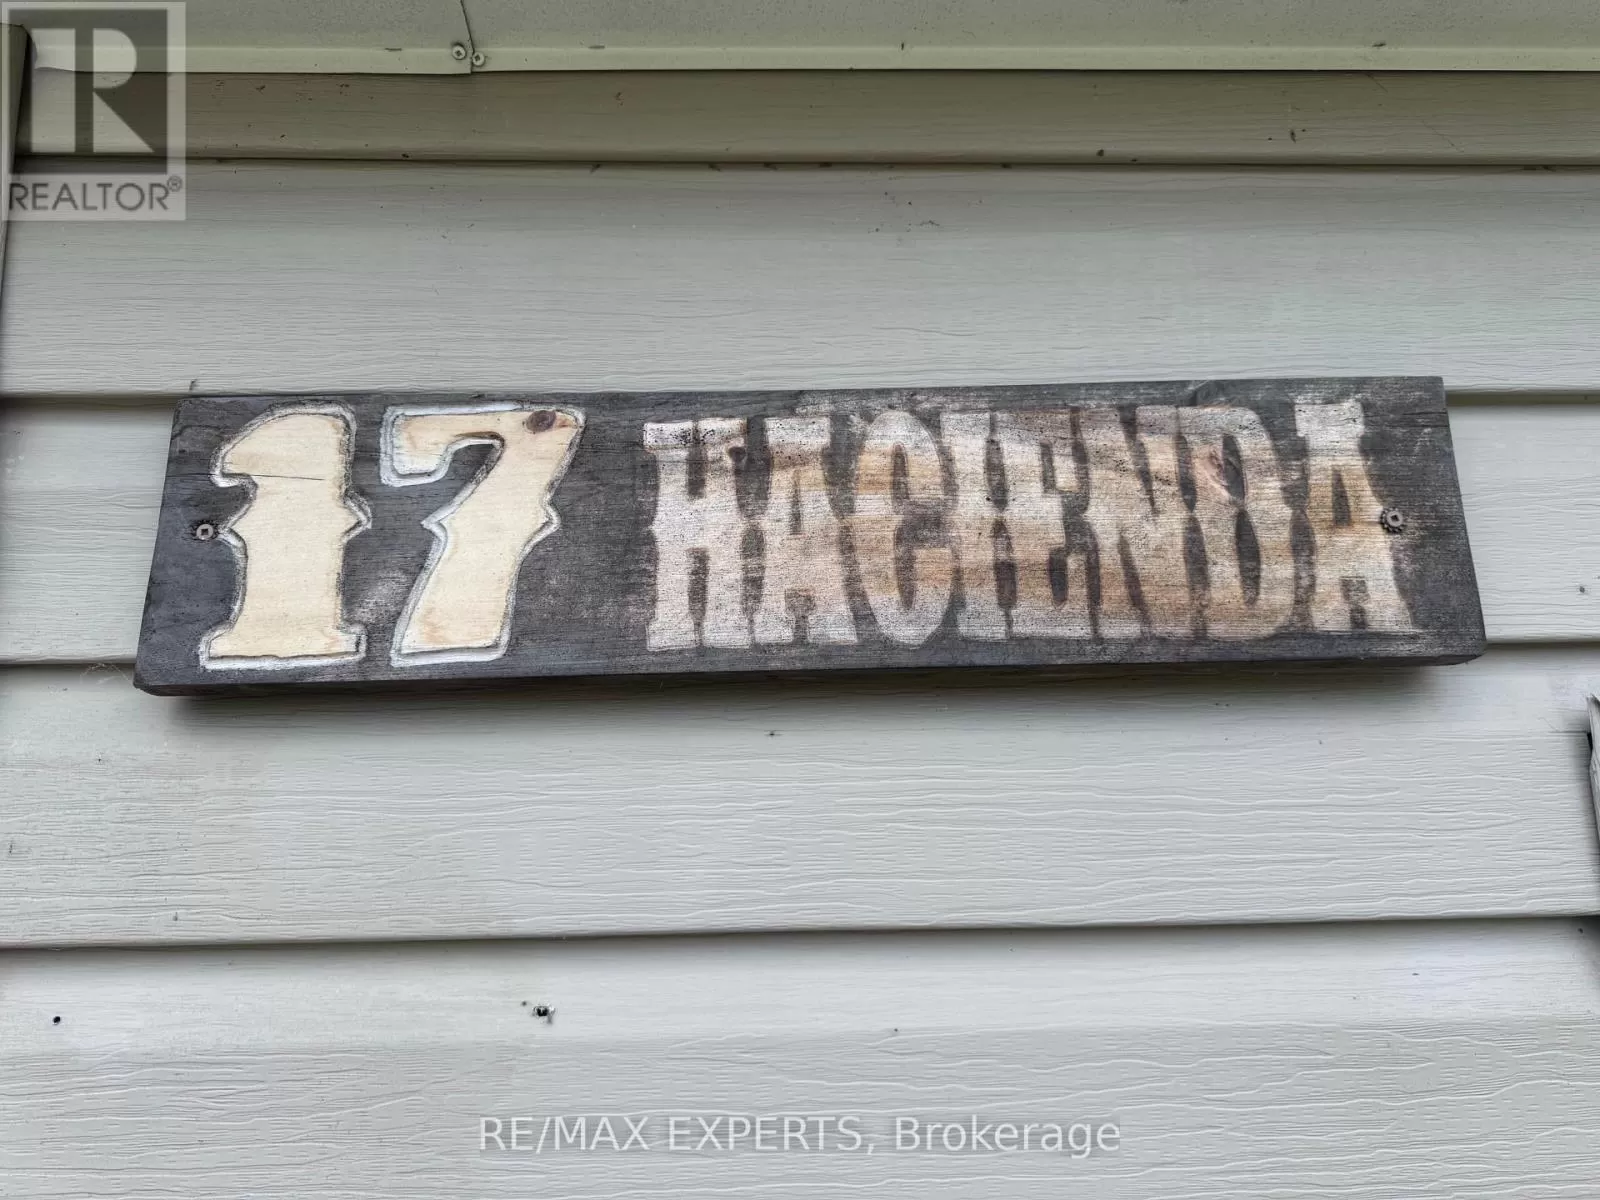 R
REALTOR®
17 HACIENDA
RE/MAX EXPERTS, Brokerage